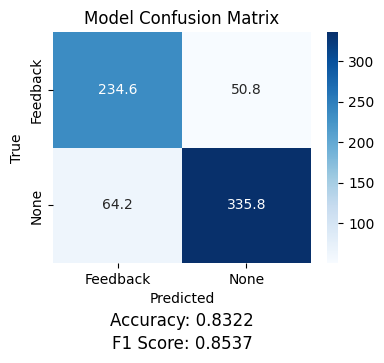 Model Confusion Matrix
Feedback
234.6
50.8
None
64.2
335.8
True
Feedback
None
Predicted
300
250
200
150
100
Accuracy: 0.8322
F1 Score: 0.8537